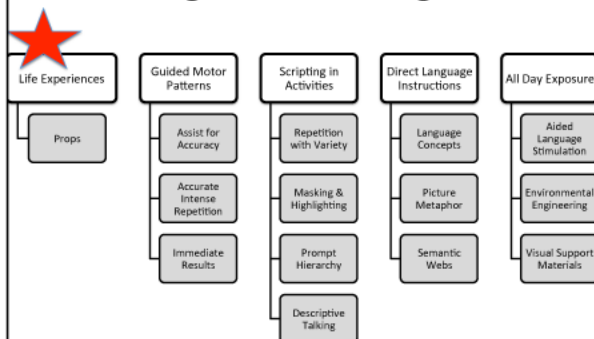 Life Experiences
Props
Guided Motor
Patterns
Assist for
Accuracy
Accurate
Intense
Repetition
Immediate
Results
Scripting in
Activities
Repetition
with Variety
Masking &
Highlighting
Prompt
Hierarchy
Descriptive
Talking
Direct Language
Instructions
Language
Concepts
Picture
Metaphor
Semantic
Webs
All Day Exposure
Aided
Language
Stimulation
Environmental
Engineering
Visual Support
Materials